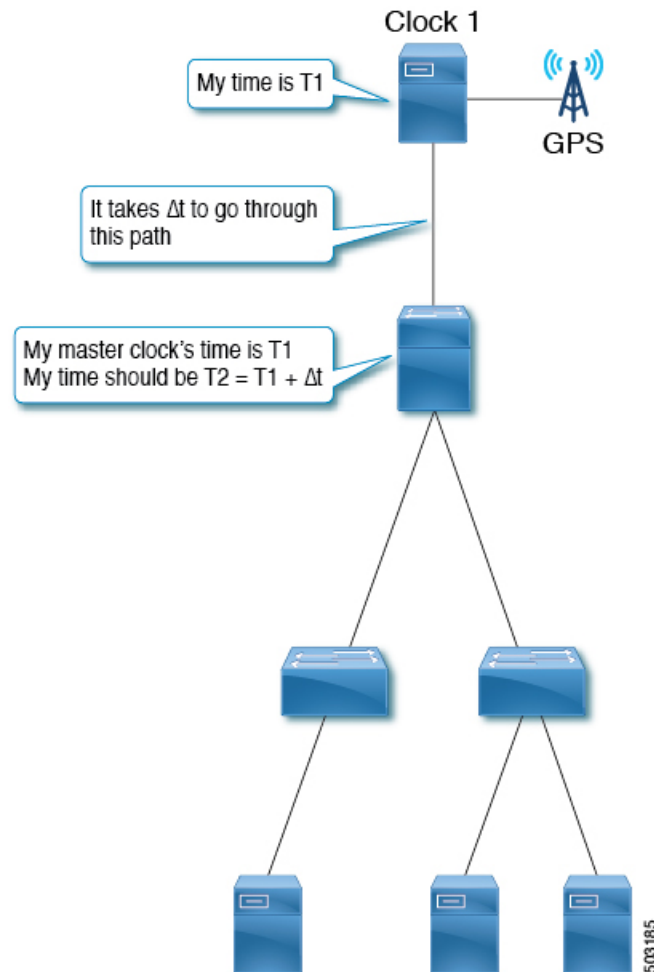 Clock 1
My time is T1
GPS
It takes Δt to go through
this path
My master clock's time is T1
My time should be T2 = T1 + Δt
503185